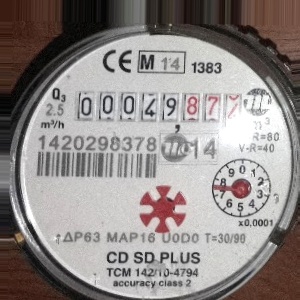 CE M 14 1383
Q3 2.5 m³/h
00049877
m³
R=80
V-R=40
1420298378 14
x0.0001
ΔP63 MAP16 U0D0 T=30/90
CD SD PLUS
TCM 142/10-4794
accuracy class 2